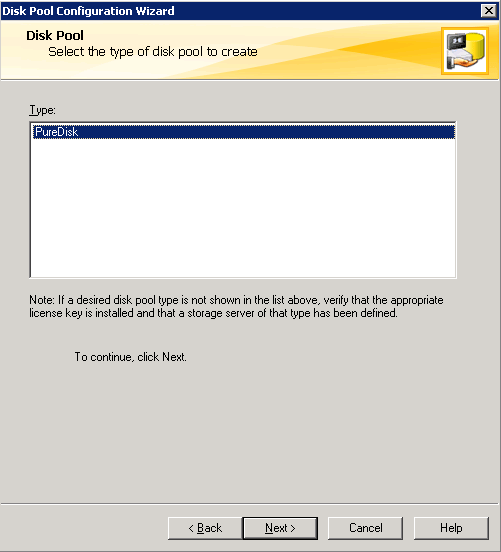 Disk Pool Configuration Wizard
Disk Pool
Select the type of disk pool to create
Type:
PureDisk
Note: If a desired disk pool type is not shown in the list above, verify that the appropriate
license key is installed and that a storage server of that type has been defined.
To continue, click Next.
< Back Next > Cancel Help